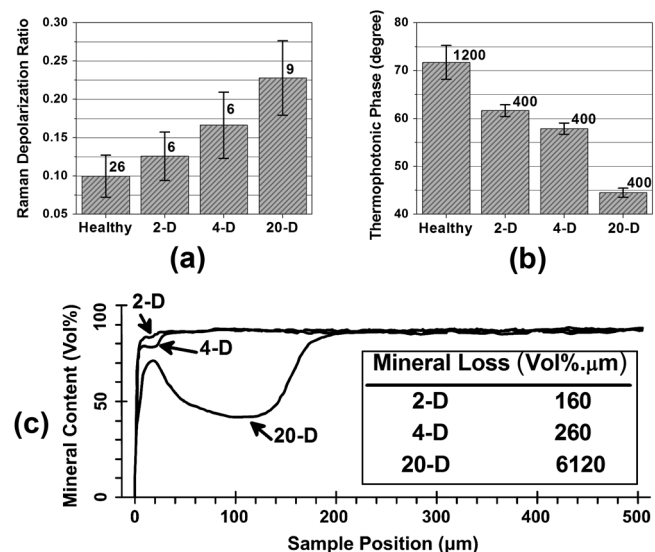 Raman Depolarization Ratio
0.30
0.25
0.20
0.15
0.10
0.05
26
6
6
9
Healthy 2-D 4-D 20-D
(a)
Thermophotonic Phase (degree)
80
70
60
50
40
1200
400
400
400
Healthy 2-D 4-D 20-D
(b)
(c)
Mineral Content (Vol%)
100
50
0
2-D
4-D
20-D
Mineral Loss (Vol%.µm)
2-D 160
4-D 260
20-D 6120
0 100 200 300 400 500
Sample Position (µm)